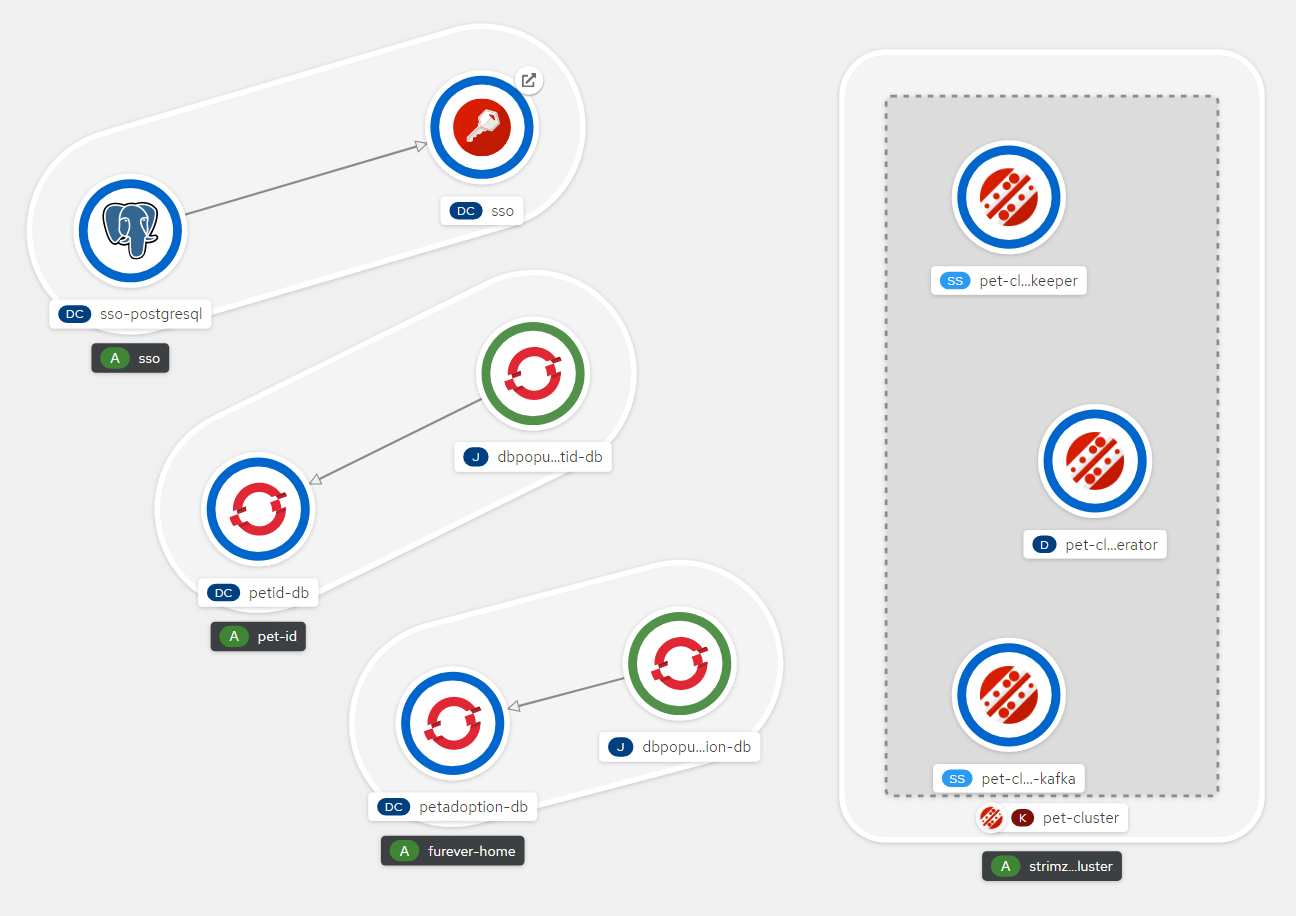 DC sso
DC sso-postgresql
A sso
J dbpopu...tid-db
DC petid-db
A pet-id
J dbpopu...ion-db
DC petadoption-db
A furever-home
SS pet-cl...keeper
D pet-cl...erator
SS pet-cl...-kafka
K pet-cluster
A strimz...luster